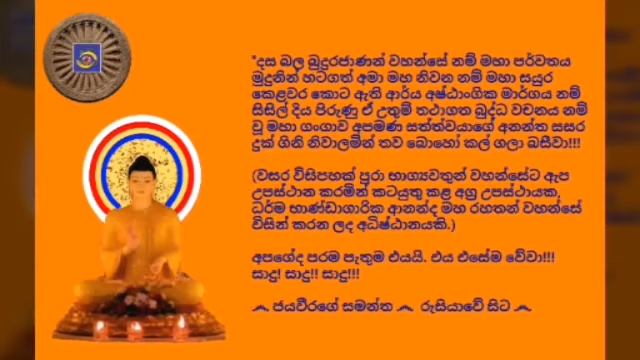 "දස බල බුදුරජාණන් වහන්සේ නම් මහා පර්වතය
මුදුනින් හටගත් අමා මහ නිවන නම් මහා සයුර
කෙළවර කොට ඇති ආර්ය අෂ්ඨාංගික මාර්ගය නම්
සිසිල් දිය පිරුණු ඒ උතුම් තථාගත බුද්ධ වචනය නම්
වූ මහා ගංගාව අපමණ සත්ත්වයාගේ අනන්ත සසර
දුක් ගිනි නිවාලමින් තව බොහෝ කල් ගලා බසීවා!!!
(වසර විසිපහක් පුරා භාග්‍යවතුන් වහන්සේට ඇප
උපස්ථාන කරමින් කටයුතු කළ අග්‍ර උපස්ථායක,
ධර්ම භාණ්ඩාගාරික ආනන්ද මහ රහතන් වහන්සේ
විසින් කරන ලද අධිෂ්ඨානයකි.)
අපගේද පරම පැතුම එයයි. එය එසේම වේවා!!!
සාදු! සාදු!! සාදු!!!
ජයවීරගේ සමන්ත රුසියාවේ සිට